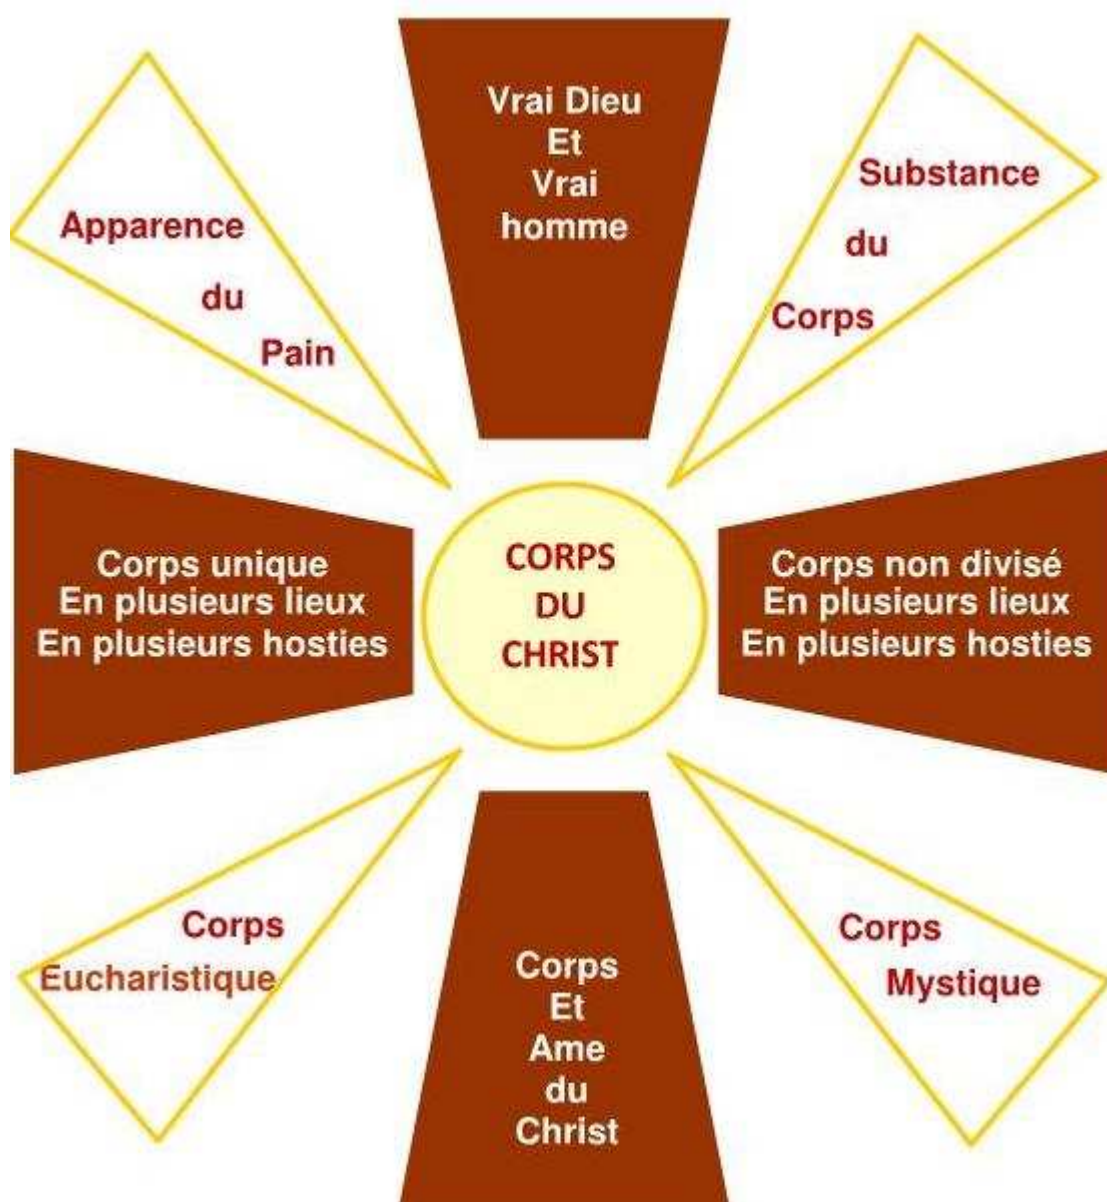 Vrai Dieu
Et
Vrai
homme
Apparence
du
Pain
Substance
du
Corps
Corps unique
En plusieurs lieux
En plusieurs hosties
CORPS
DU
CHRIST
Corps non divisé
En plusieurs lieux
En plusieurs hosties
Corps
Eucharistique
Corps
Et
Ame
du
Christ
Corps
Mystique